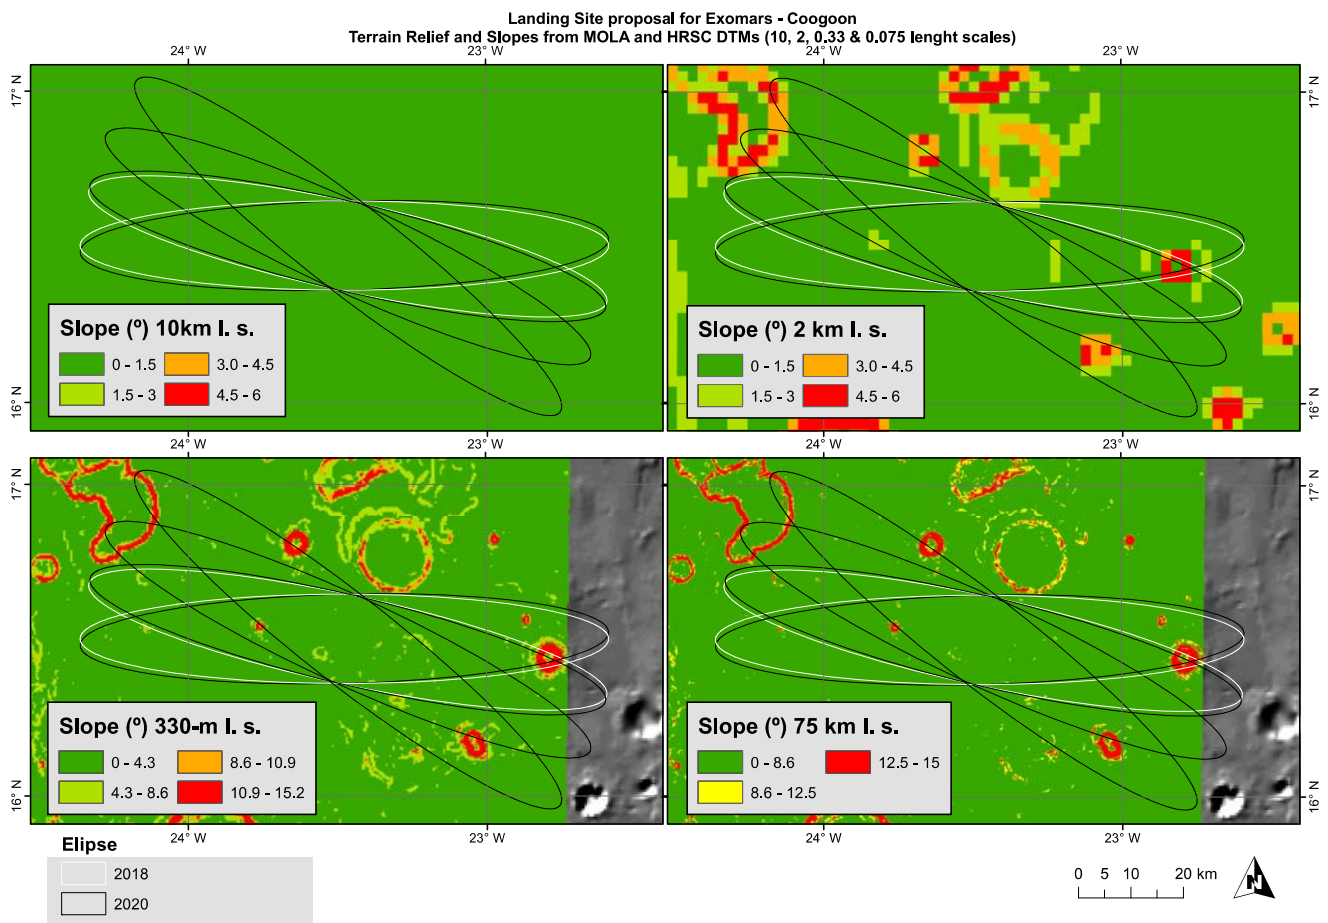 Landing Site proposal for Exomars - Coogoon
Terrain Relief and Slopes from MOLA and HRSC DTMs (10, 2, 0.33 & 0.075 lenght scales)
24° W
23° W
24° W
23° W
17° N
17° N
Slope (º) 10km l. s.
0 - 1.5
3.0 - 4.5
1.5 - 3
4.5 - 6
Slope (º) 2 km l. s.
0 - 1.5
3.0 - 4.5
1.5 - 3
4.5 - 6
16° N
16° N
24° W
23° W
24° W
23° W
17° N
17° N
Slope (º) 330-m l. s.
0 - 4.3
8.6 - 10.9
4.3 - 8.6
10.9 - 15.2
Slope (º) 75 km l. s.
0 - 8.6
12.5 - 15
8.6 - 12.5
16° N
16° N
24° W
23° W
24° W
23° W
Elipse
2018
2020
0 5 10 20 km
N